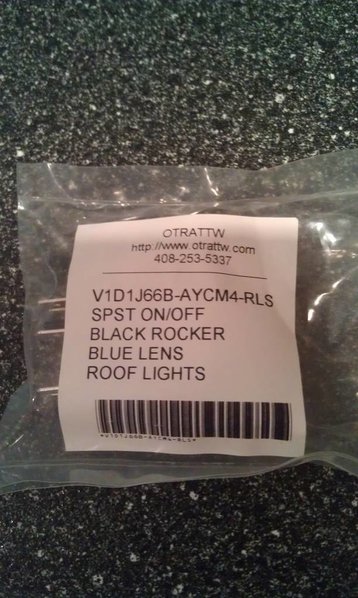 OTRATTW
http://www.otrattw.com
408-253-5337
V1D1J66B-AYCM4-RLS
SPST ON/OFF
BLACK ROCKER
BLUE LENS
ROOF LIGHTS
*V1D1J66B-AYCM4-RLS*